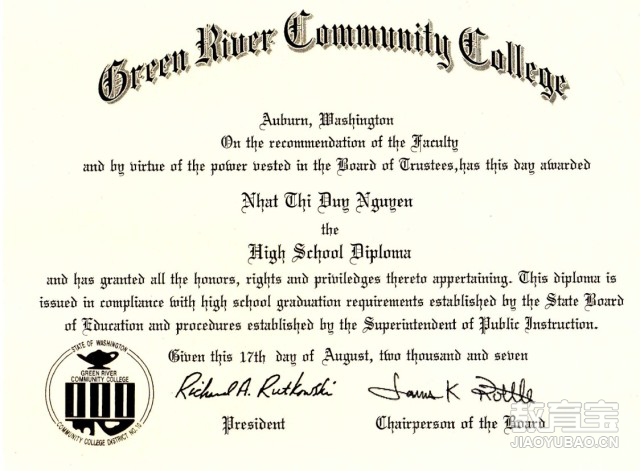 Green River Community College
Auburn, Washington
On the recommendation of the Faculty
and by virtue of the power vested in the Board of Trustees,has this day awarded
Nhat Thi Duy Nguyen
the
High School Diploma
and has granted all the honors, rights and priviledges thereto appertaining. This diploma is
issued in compliance with high school graduation requirements established by the State Board
of Education and procedures established by the Superintendent of Public Instruction.
Given this 17th day of August, two thousand and seven
STATE OF WASHINGTON
GREEN RIVER
COMMUNITY COLLEGE
COMMUNITY COLLEGE DISTRICT NO. 10
Richard A. Rutkowski
President
Chairperson of the Board
教育宝
JIAOYUBAO.CN